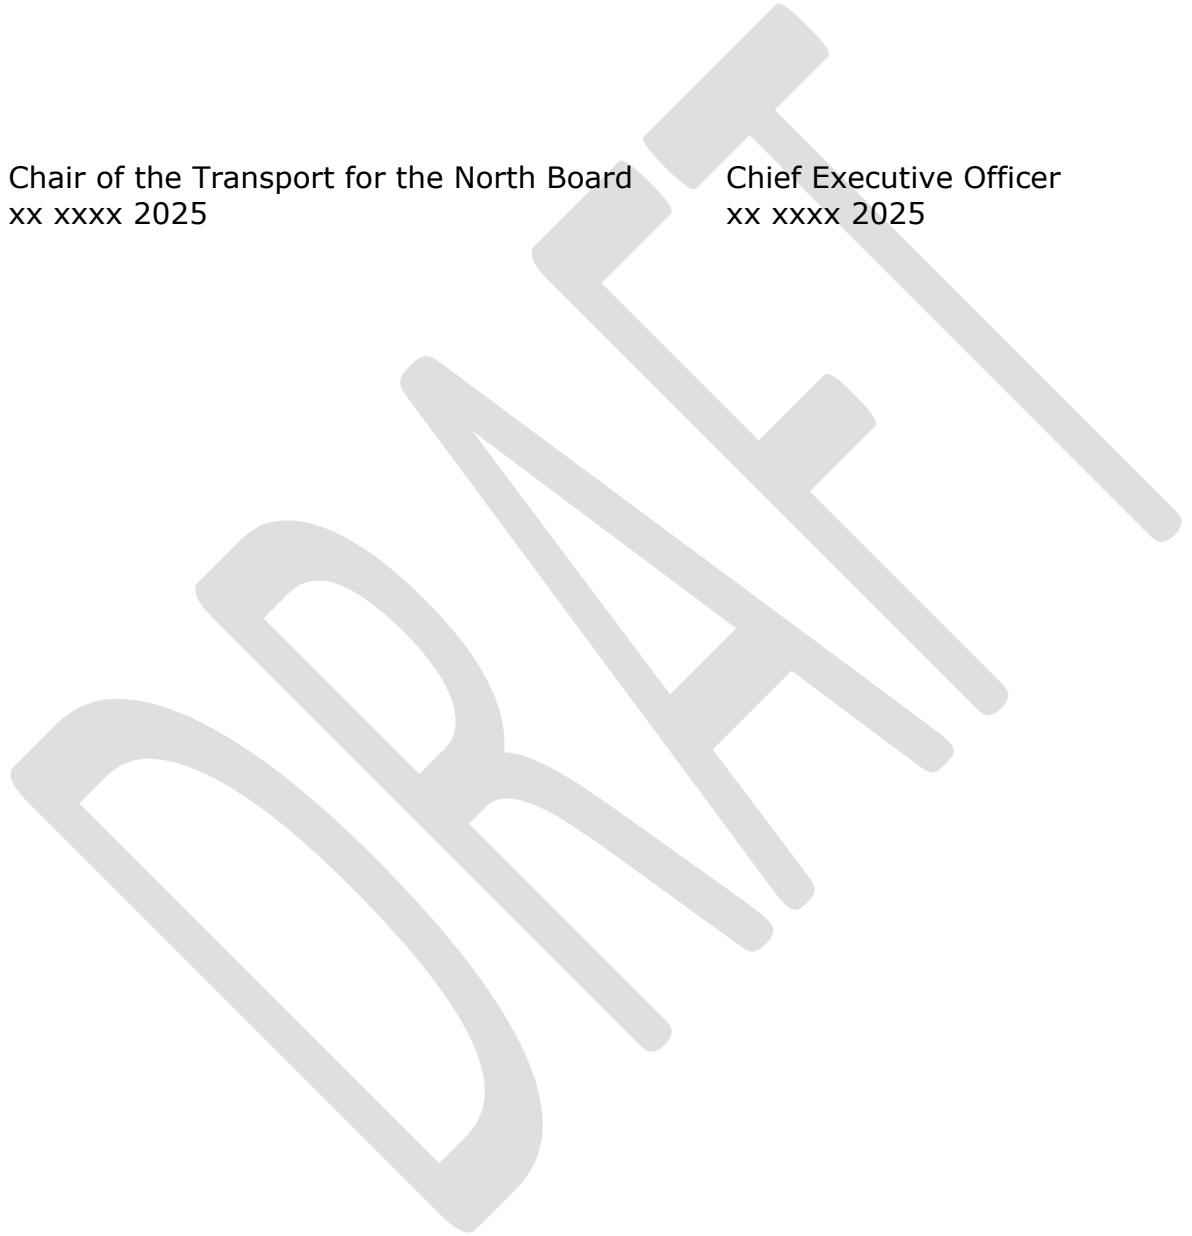 Chair of the Transport for the North Board
xx xxxx 2025
Chief Executive Officer
xx xxxx 2025
DRAFT